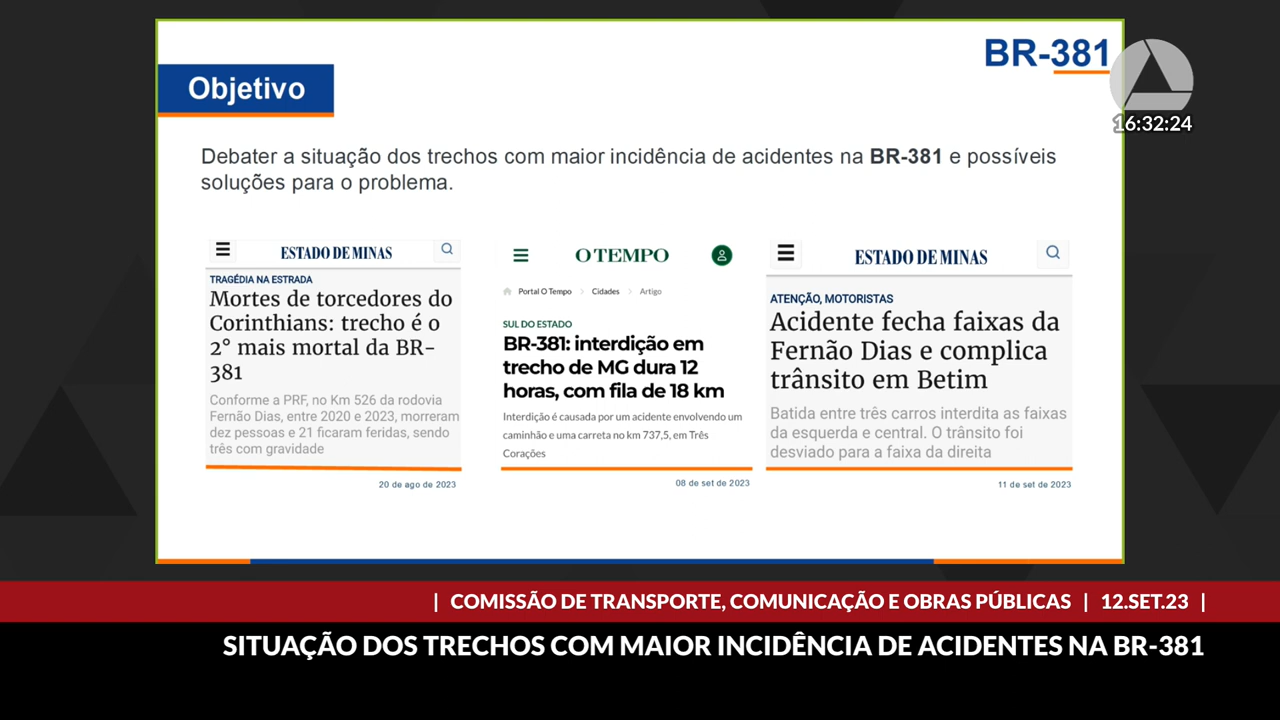 BR-381
Objetivo
16:32:24
Debater a situação dos trechos com maior incidência de acidentes na BR-381 e possíveis
soluções para o problema.
ESTADO DE MINAS
TRAGÉDIA NA ESTRADA
Mortes de torcedores do
Corinthians: trecho é o
2° mais mortal da BR-
381
Conforme a PRF, no Km 526 da rodovia
Fernão Dias, entre 2020 e 2023, morreram
dez pessoas e 21 ficaram feridas, sendo
três com gravidade
20 de ago de 2023
O TEMPO
Portal O Tempo > Cidades > Artigo
SUL DO ESTADO
BR-381: interdição em
trecho de MG dura 12
horas, com fila de 18 km
Interdição é causada por um acidente envolvendo um
caminhão e uma carreta no km 737,5, em Três
Corações
08 de set de 2023
ESTADO DE MINAS
ATENÇÃO, MOTORISTAS
Acidente fecha faixas da
Fernão Dias e complica
trânsito em Betim
Batida entre três carros interdita as faixas
da esquerda e central. O trânsito foi
desviado para a faixa da direita
11 de set de 2023
| COMISSÃO DE TRANSPORTE, COMUNICAÇÃO E OBRAS PÚBLICAS | 12.SET.23 |
SITUAÇÃO DOS TRECHOS COM MAIOR INCIDÊNCIA DE ACIDENTES NA BR-381